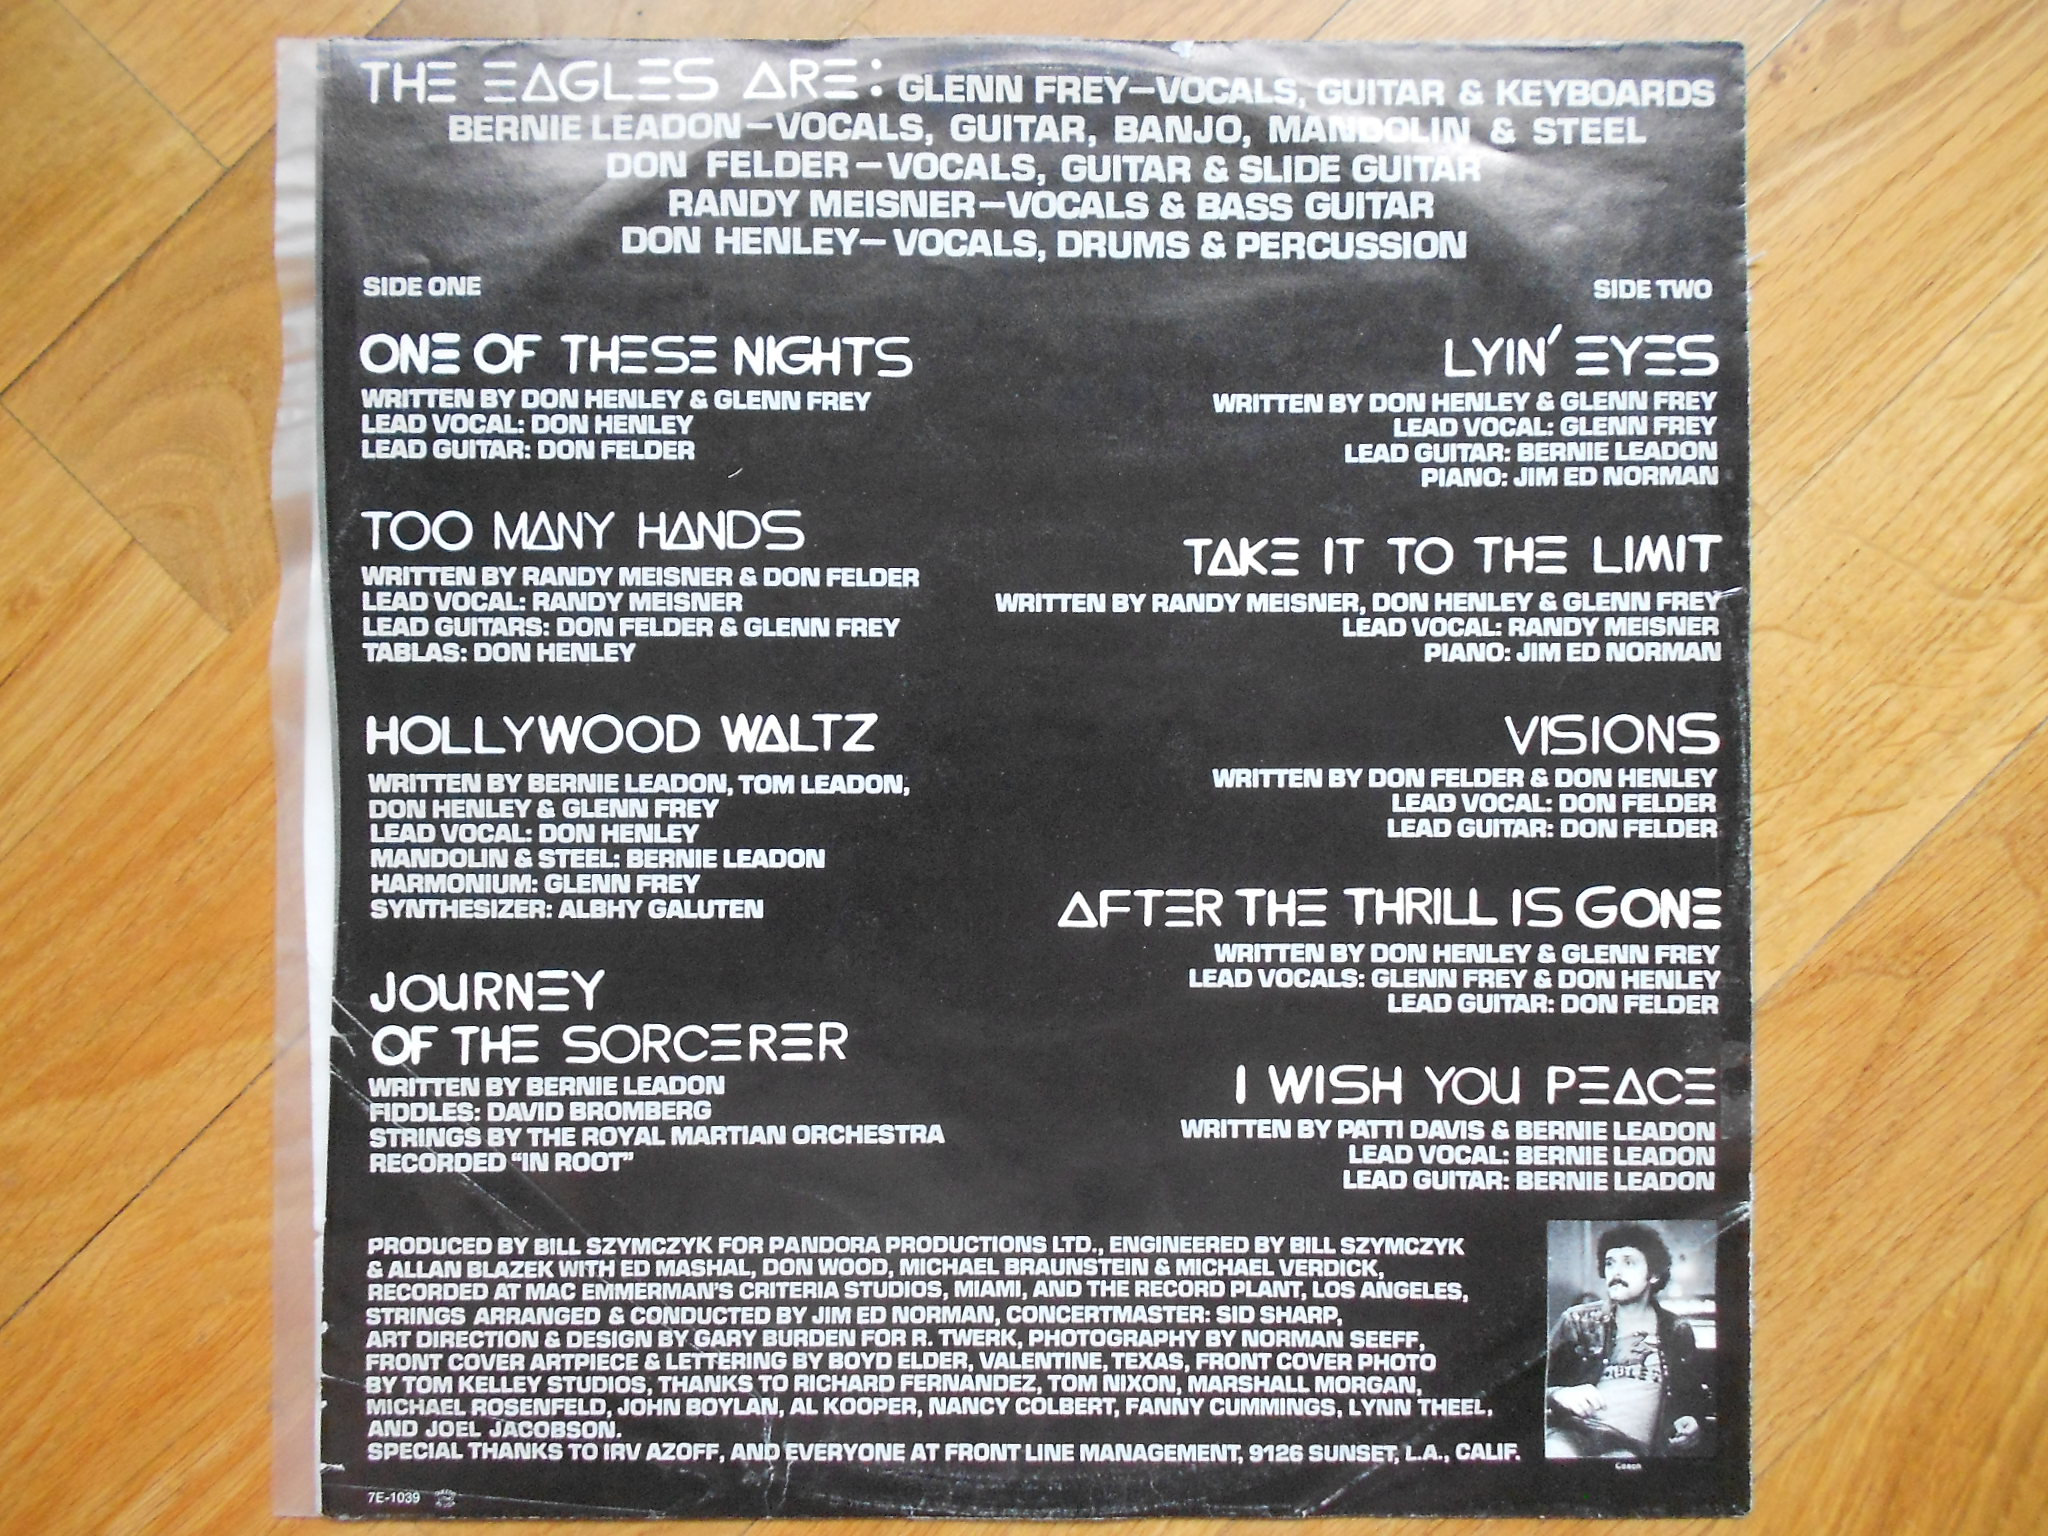 THE EAGLES ARE: GLENN FREY—VOCALS, GUITAR & KEYBOARDS
BERNIE LEADON—VOCALS, GUITAR, BANJO, MANDOLIN & STEEL
DON FELDER—VOCALS, GUITAR & SLIDE GUITAR
RANDY MEISNER—VOCALS & BASS GUITAR
DON HENLEY—VOCALS, DRUMS & PERCUSSION
SIDE ONE
ONE OF THESE NIGHTS
WRITTEN BY DON HENLEY & GLENN FREY
LEAD VOCAL: DON HENLEY
LEAD GUITAR: DON FELDER
TOO MANY HANDS
WRITTEN BY RANDY MEISNER & DON FELDER
LEAD VOCAL: RANDY MEISNER
LEAD GUITARS: DON FELDER & GLENN FREY
TABLAS: DON HENLEY
HOLLYWOOD WALTZ
WRITTEN BY BERNIE LEADON, TOM LEADON,
DON HENLEY & GLENN FREY
LEAD VOCAL: DON HENLEY
MANDOLIN & STEEL: BERNIE LEADON
HARMONIUM: GLENN FREY
SYNTHESIZER: ALBHY GALUTEN
JOURNEY
OF THE SORCERER
WRITTEN BY BERNIE LEADON
FIDDLES: DAVID BROMBERG
STRINGS BY THE ROYAL MARTIAN ORCHESTRA
RECORDED “IN ROOT”
SIDE TWO
LYIN' EYES
WRITTEN BY DON HENLEY & GLENN FREY
LEAD VOCAL: GLENN FREY
LEAD GUITAR: BERNIE LEADON
PIANO: JIM ED NORMAN
TAKE IT TO THE LIMIT
WRITTEN BY RANDY MEISNER, DON HENLEY & GLENN FREY
LEAD VOCAL: RANDY MEISNER
PIANO: JIM ED NORMAN
VISIONS
WRITTEN BY DON FELDER & DON HENLEY
LEAD VOCAL: DON FELDER
LEAD GUITAR: DON FELDER
AFTER THE THRILL IS GONE
WRITTEN BY DON HENLEY & GLENN FREY
LEAD VOCALS: GLENN FREY & DON HENLEY
LEAD GUITAR: DON FELDER
I WISH YOU PEACE
WRITTEN BY PATTI DAVIS & BERNIE LEADON
LEAD VOCAL: BERNIE LEADON
LEAD GUITAR: BERNIE LEADON
PRODUCED BY BILL SZYMCZYK FOR PANDORA PRODUCTIONS LTD., ENGINEERED BY BILL SZYMCZYK
& ALLAN BLAZEK WITH ED MASHAL, DON WOOD, MICHAEL BRAUNSTEIN & MICHAEL VERDICK,
RECORDED AT MAC EMMERMAN'S CRITERIA STUDIOS, MIAMI, AND THE RECORD PLANT, LOS ANGELES,
STRINGS ARRANGED & CONDUCTED BY JIM ED NORMAN, CONCERTMASTER: SID SHARP,
ART DIRECTION & DESIGN BY GARY BURDEN FOR R. TWERK, PHOTOGRAPHY BY NORMAN SEEFF,
FRONT COVER ARTPIECE & LETTERING BY BOYD ELDER, VALENTINE, TEXAS, FRONT COVER PHOTO
BY TOM KELLEY STUDIOS, THANKS TO RICHARD FERNANDEZ, TOM NIXON, MARSHALL MORGAN,
MICHAEL ROSENFELD, JOHN BOYLAN, AL KOOPER, NANCY COLBERT, FANNY CUMMINGS, LYNN THEEL,
AND JOEL JACOBSON.
SPECIAL THANKS TO IRV AZOFF, AND EVERYONE AT FRONT LINE MANAGEMENT, 9126 SUNSET, L.A., CALIF.
Coach
7E-1039